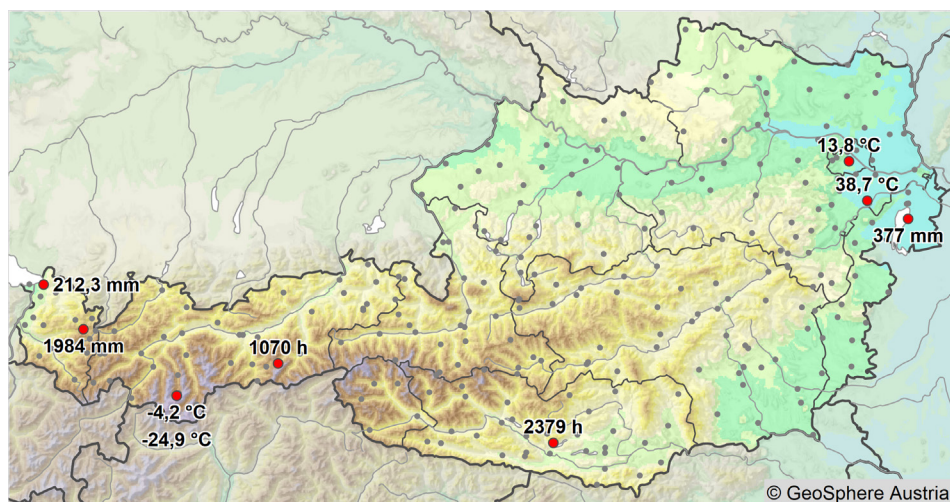 13,8 °C
38,7 °C
377 mm
212,3 mm
1984 mm
1070 h
-4,2 °C
-24,9 °C
2379 h
© GeoSphere Austria